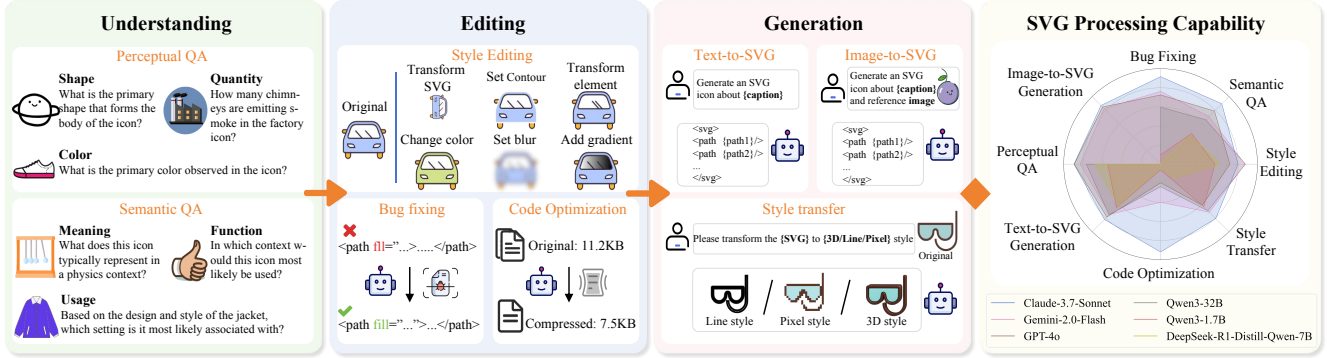 Understanding
Perceptual QA
Shape
What is the primary
shape that forms the
body of the icon?
Quantity
How many chimn-
eys are emitting s-
moke in the factory
icon?
Color
What is the primary color observed in the icon?
Semantic QA
Meaning
What does this icon
typically represent in
a physics context?
Function
In which context w-
ould this icon most
likely be used?
Usage
Based on the design and style of the jacket,
which setting is it most likely associated with?
Editing
Style Editing
Original
Transform
SVG
Set Contour
Transform
element
Change color
Set blur
Add gradient
Bug fixing
<path fll="...>.....</path>
<path fill="...">...</path>
Code Optimization
Original: 11.2KB
Compressed: 7.5KB
Generation
Text-to-SVG
Generate an SVG
icon about {caption}
<svg>
<path {path1}/>
<path {path2}/>
...
</svg>
Image-to-SVG
Generate an SVG
icon about {caption}
and reference image
<svg>
<path {path1}/>
<path {path2}/>
...
</svg>
Style transfer
Please transform the {SVG} to {3D/Line/Pixel} style
Original
Line style
/
Pixel style
/
3D style
SVG Processing Capability
Bug Fixing
Image-to-SVG
Generation
Semantic
QA
Perceptual
QA
Style
Editing
Text-to-SVG
Generation
Style
Transfer
Code Optimization
Claude-3.7-Sonnet
Qwen3-32B
Gemini-2.0-Flash
Qwen3-1.7B
GPT-4o
DeepSeek-R1-Distill-Qwen-7B